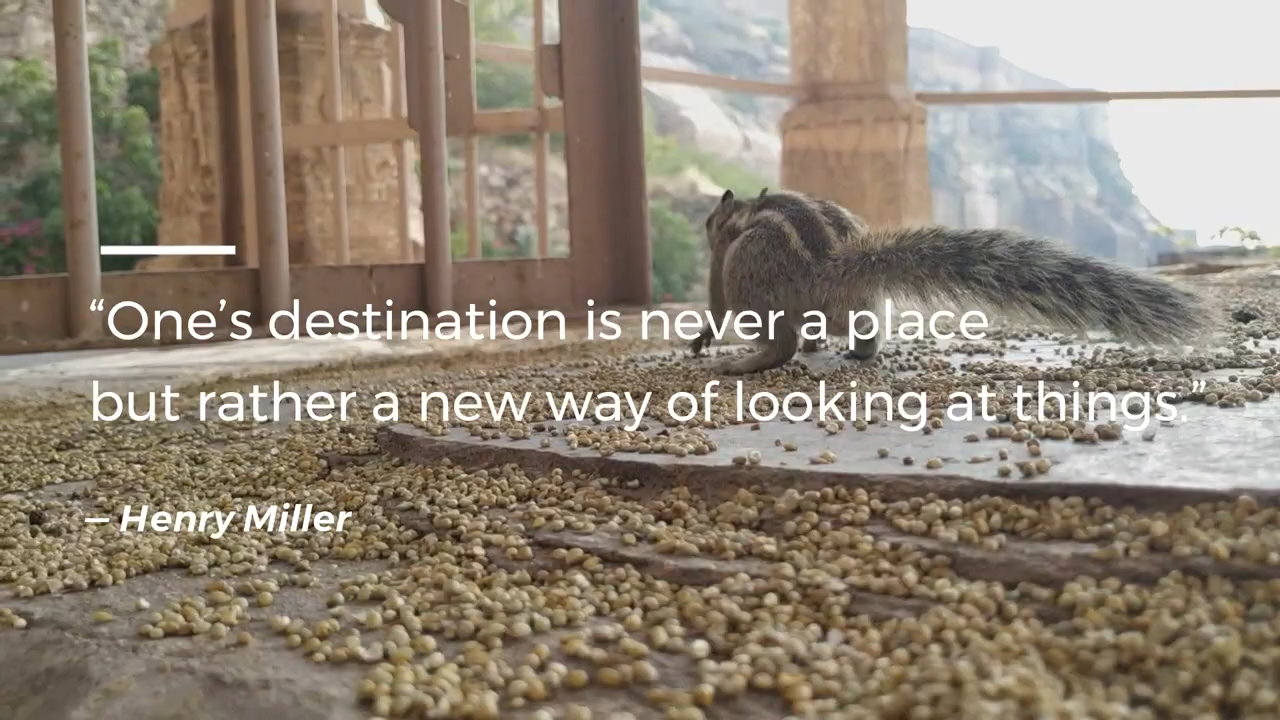 “One’s destination is never a place
but rather a new way of looking at things.”
– Henry Miller